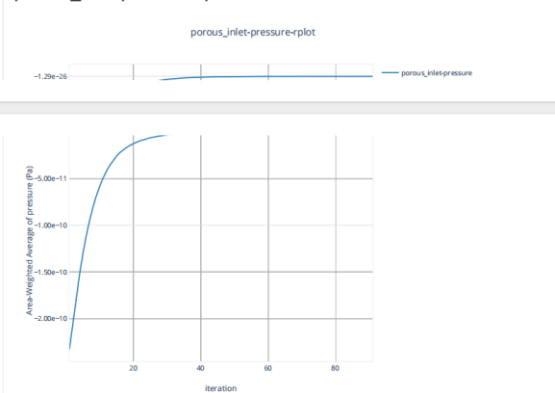 porous_inlet-pressure-rplot
−1.29e−26
porous_inlet-pressure
−5.00e−11
−1.00e−10
−1.50e−10
−2.00e−10
Area-Weighted Average of pressure (Pa)
20 40 60 80
iteration